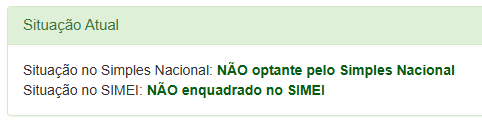 Situação Atual
Situação no Simples Nacional: NÃO optante pelo Simples Nacional
Situação no SIMEI: NÃO enquadrado no SIMEI